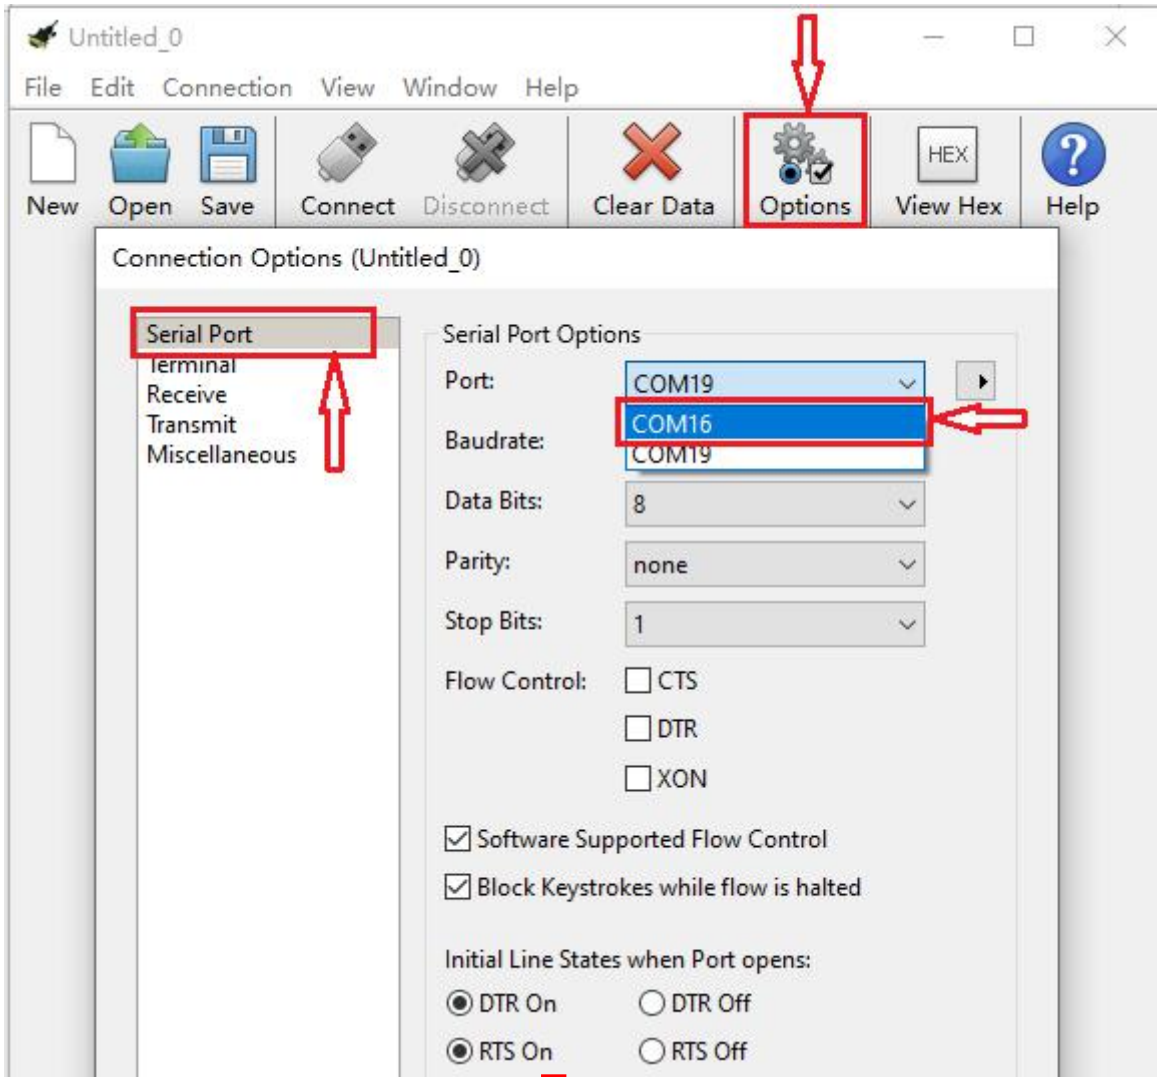 Untitled_0
File Edit Connection View Window Help
HEX
New Open Save Connect Disconnect Clear Data Options View Hex Help
Connection Options (Untitled_0)
Serial Port
Terminal
Receive
Transmit
Miscellaneous
Serial Port Options
Port: COM19
COM16
COM19
Baudrate:
Data Bits: 8
Parity: none
Stop Bits: 1
Flow Control: CTS
DTR
XON
Software Supported Flow Control
Block Keystrokes while flow is halted
Initial Line States when Port opens:
DTR On DTR Off
RTS On RTS Off